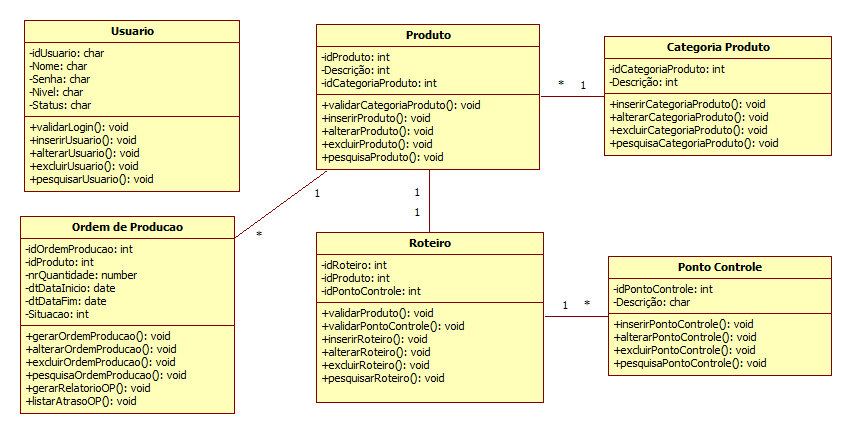 Usuario
-idUsuario: char
-Nome: char
-Senha: char
-Nivel: char
-Status: char
+validarLogin(): void
+inserirUsuario(): void
+alterarUsuario(): void
+excluirUsuario(): void
+pesquisarUsuario(): void
Produto
-idProduto: int
-Descrição: int
-idCategoriaProduto: int
+validarCategoriaProduto(): void
+inserirProduto(): void
+alterarProduto(): void
+excluirProduto(): void
+pesquisaProduto(): void
* 1
Categoria Produto
-idCategoriaProduto: int
-Descrição: int
+inserirCategoriaProduto(): void
+alterarCategoriaProduto(): void
+excluirCategoriaProduto(): void
+pesquisaCategoriaProduto(): void
1
*
1
1
Ordem de Producao
-idOrdemProducao: int
-idProduto: int
-nrQuantidade: number
-dtDataInicio: date
-dtDataFim: date
-Situacao: int
+gerarOrdemProducao(): void
+alterarOrdemProducao(): void
+excluirOrdemProducao(): void
+pesquisaOrdemProducao(): void
+gerarRelatorioOP(): void
+listarAtrasoOP(): void
Roteiro
-idRoteiro: int
-idProduto: int
-idPontoControle: int
+validarProduto(): void
+validarPontoControle(): void
+inserirRoteiro(): void
+alterarRoteiro(): void
+excluirRoteiro(): void
+pesquisarRoteiro(): void
1 *
Ponto Controle
-idPontoControle: int
-Descrição: char
+inserirPontoControle(): void
+alterarPontoControle(): void
+excluirPontoControle(): void
+pesquisaPontoControle(): void